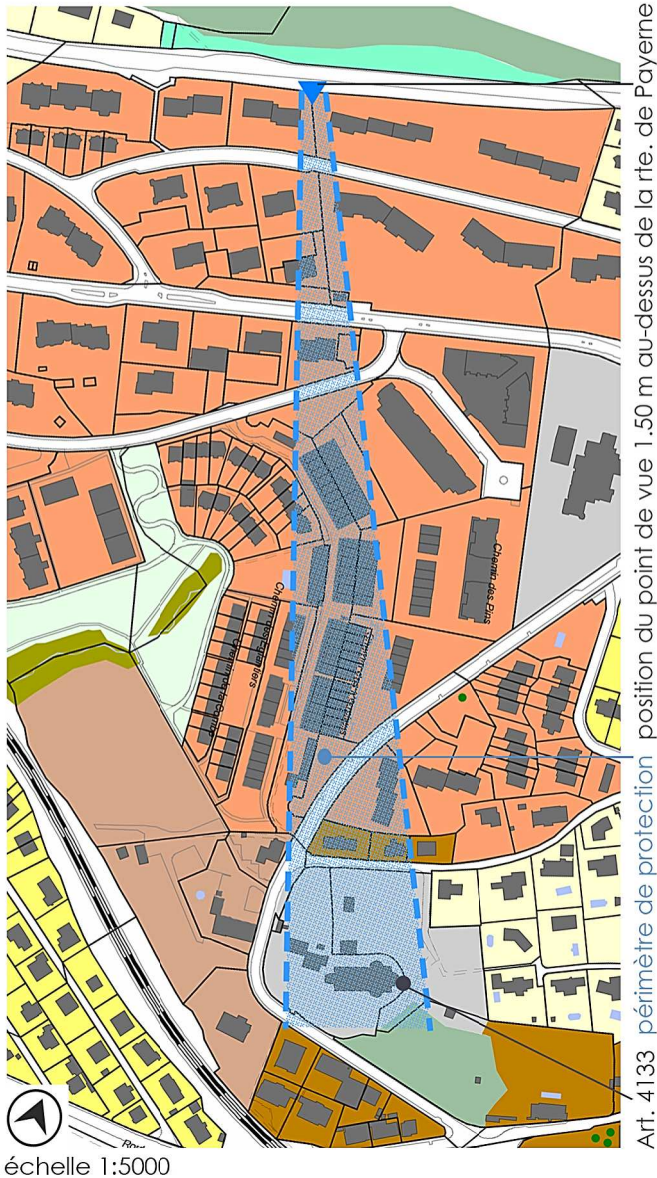 position du point de vue 1.50 m au-dessus de la rte. de Payerne
périmètre de protection
Art. 4133
Chemin des Pins
échelle 1:5000